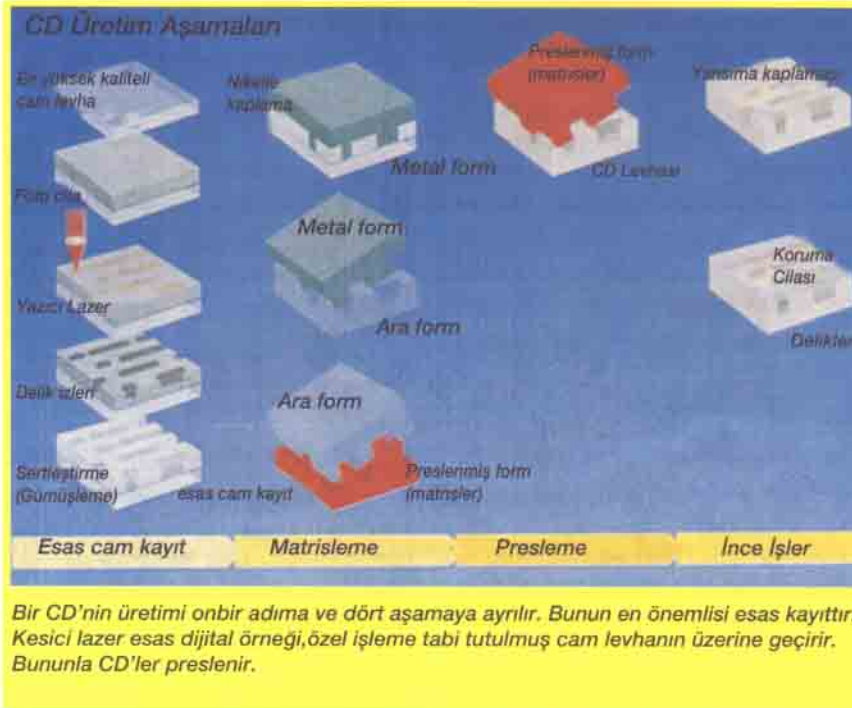 CD Üretim Aşamaları
Bir yüksek kaliteli
cam levha
Foto cila
Yazıcı Lazer
Delik izleri
Sertleştirme
(Gümüşleme)
Nikelle
kaplama
Metal form
Metal form
Ara form
Ara form
esas cam kayıt
Preslenmiş form
(matrisler)
Preslenmiş form
(matrisler)
CD Levhası
Yansıma kaplaması
Koruma
Cilası
Delikler
Esas cam kayıt
Matrisleme
Presleme
İnce İşler
Bir CD'nin üretimi onbir adıma ve dört aşamaya ayrılır. Bunun en önemlisi esas kayıttır
Kesici lazer esas dijital örneği,özel işleme tabi tutulmuş cam levhanın üzerine geçirir.
Bununla CD'ler preslenir.